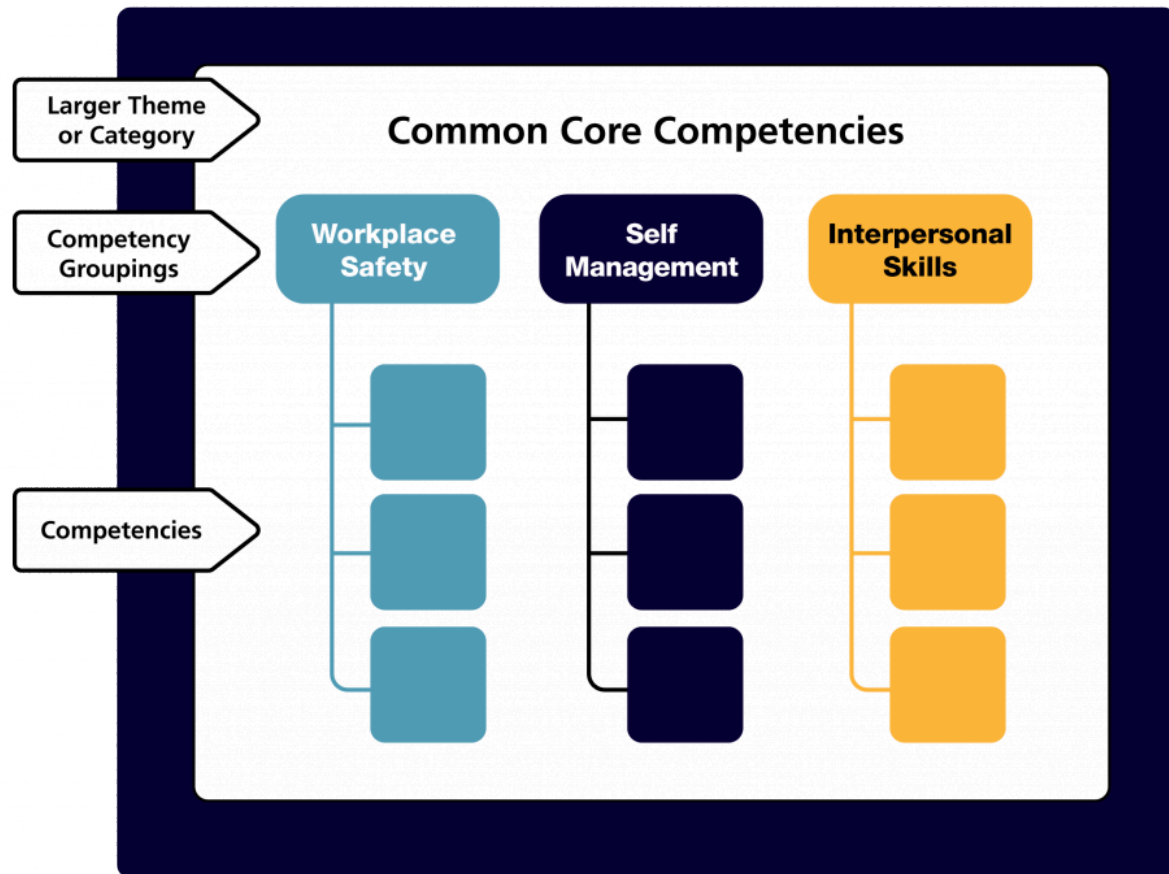 Larger Theme
or Category
Common Core Competencies
Competency
Groupings
Workplace
Safety
Self
Management
Interpersonal
Skills
Competencies